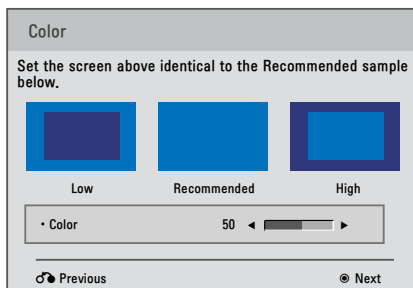 Color
Set the screen above identical to the Recommended sample
below.
Low Recommended High
• Color 50 ◄ ►
Previous ◉ Next